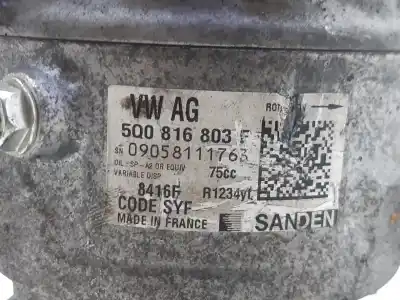 VW AG
5Q0 816 803 F
SN 09058111763
OIL :SP-A2 OR EQUIV 75cc
VARIABLE DISP
8416F R1234yf
CODE SYF
MADE IN FRANCE SANDEN